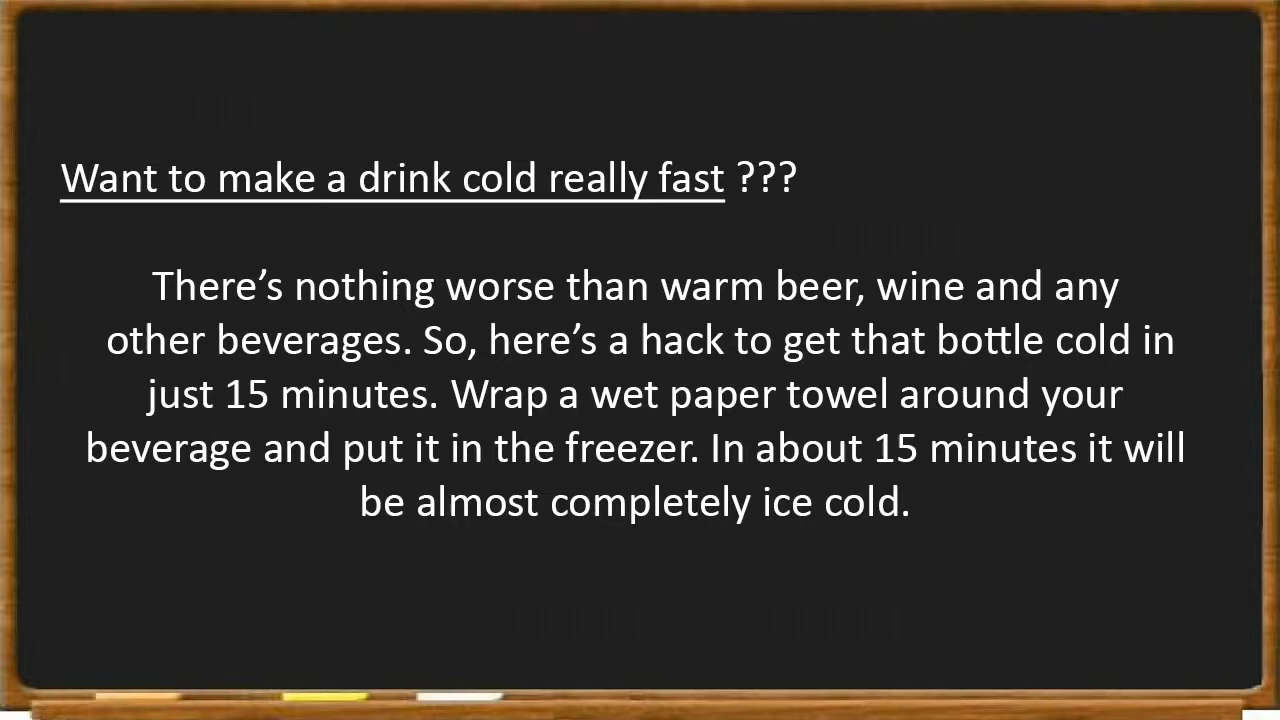 Want to make a drink cold really fast ???
There’s nothing worse than warm beer, wine and any
other beverages. So, here’s a hack to get that bottle cold in
just 15 minutes. Wrap a wet paper towel around your
beverage and put it in the freezer. In about 15 minutes it will
be almost completely ice cold.